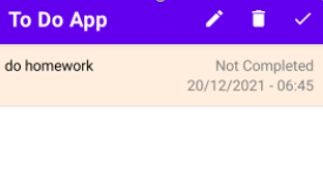 To Do App
do homework
Not Completed
20/12/2021 - 06:45